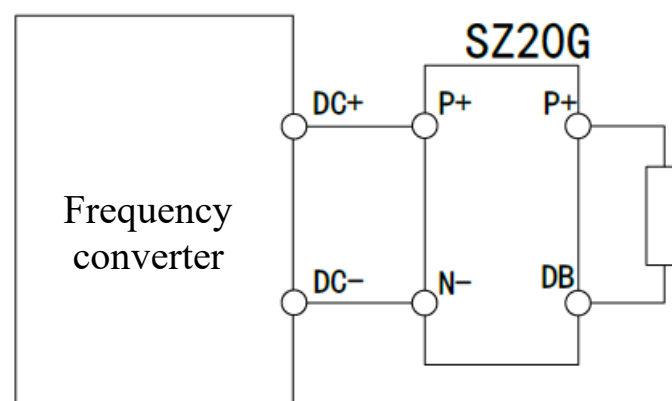 SZ20G
DC+
P+
P+
Frequency
converter
DC-
N-
DB